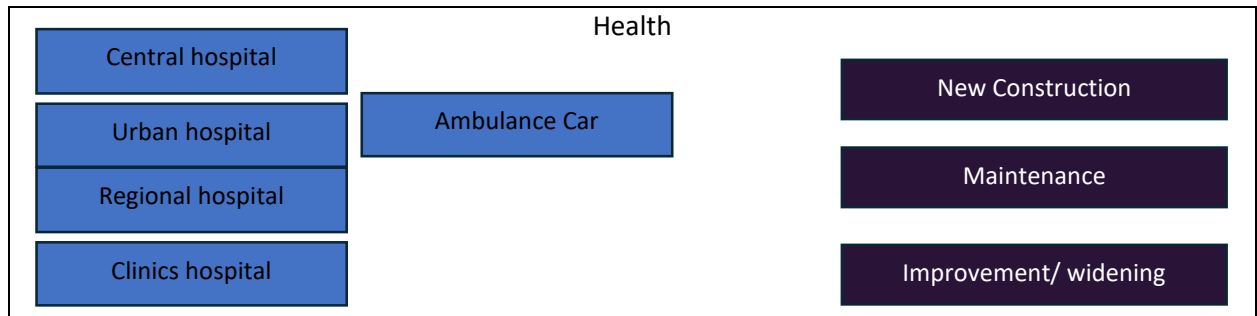 Health
Central hospital
Urban hospital
Regional hospital
Clinics hospital
Ambulance Car
New Construction
Maintenance
Improvement/ widening